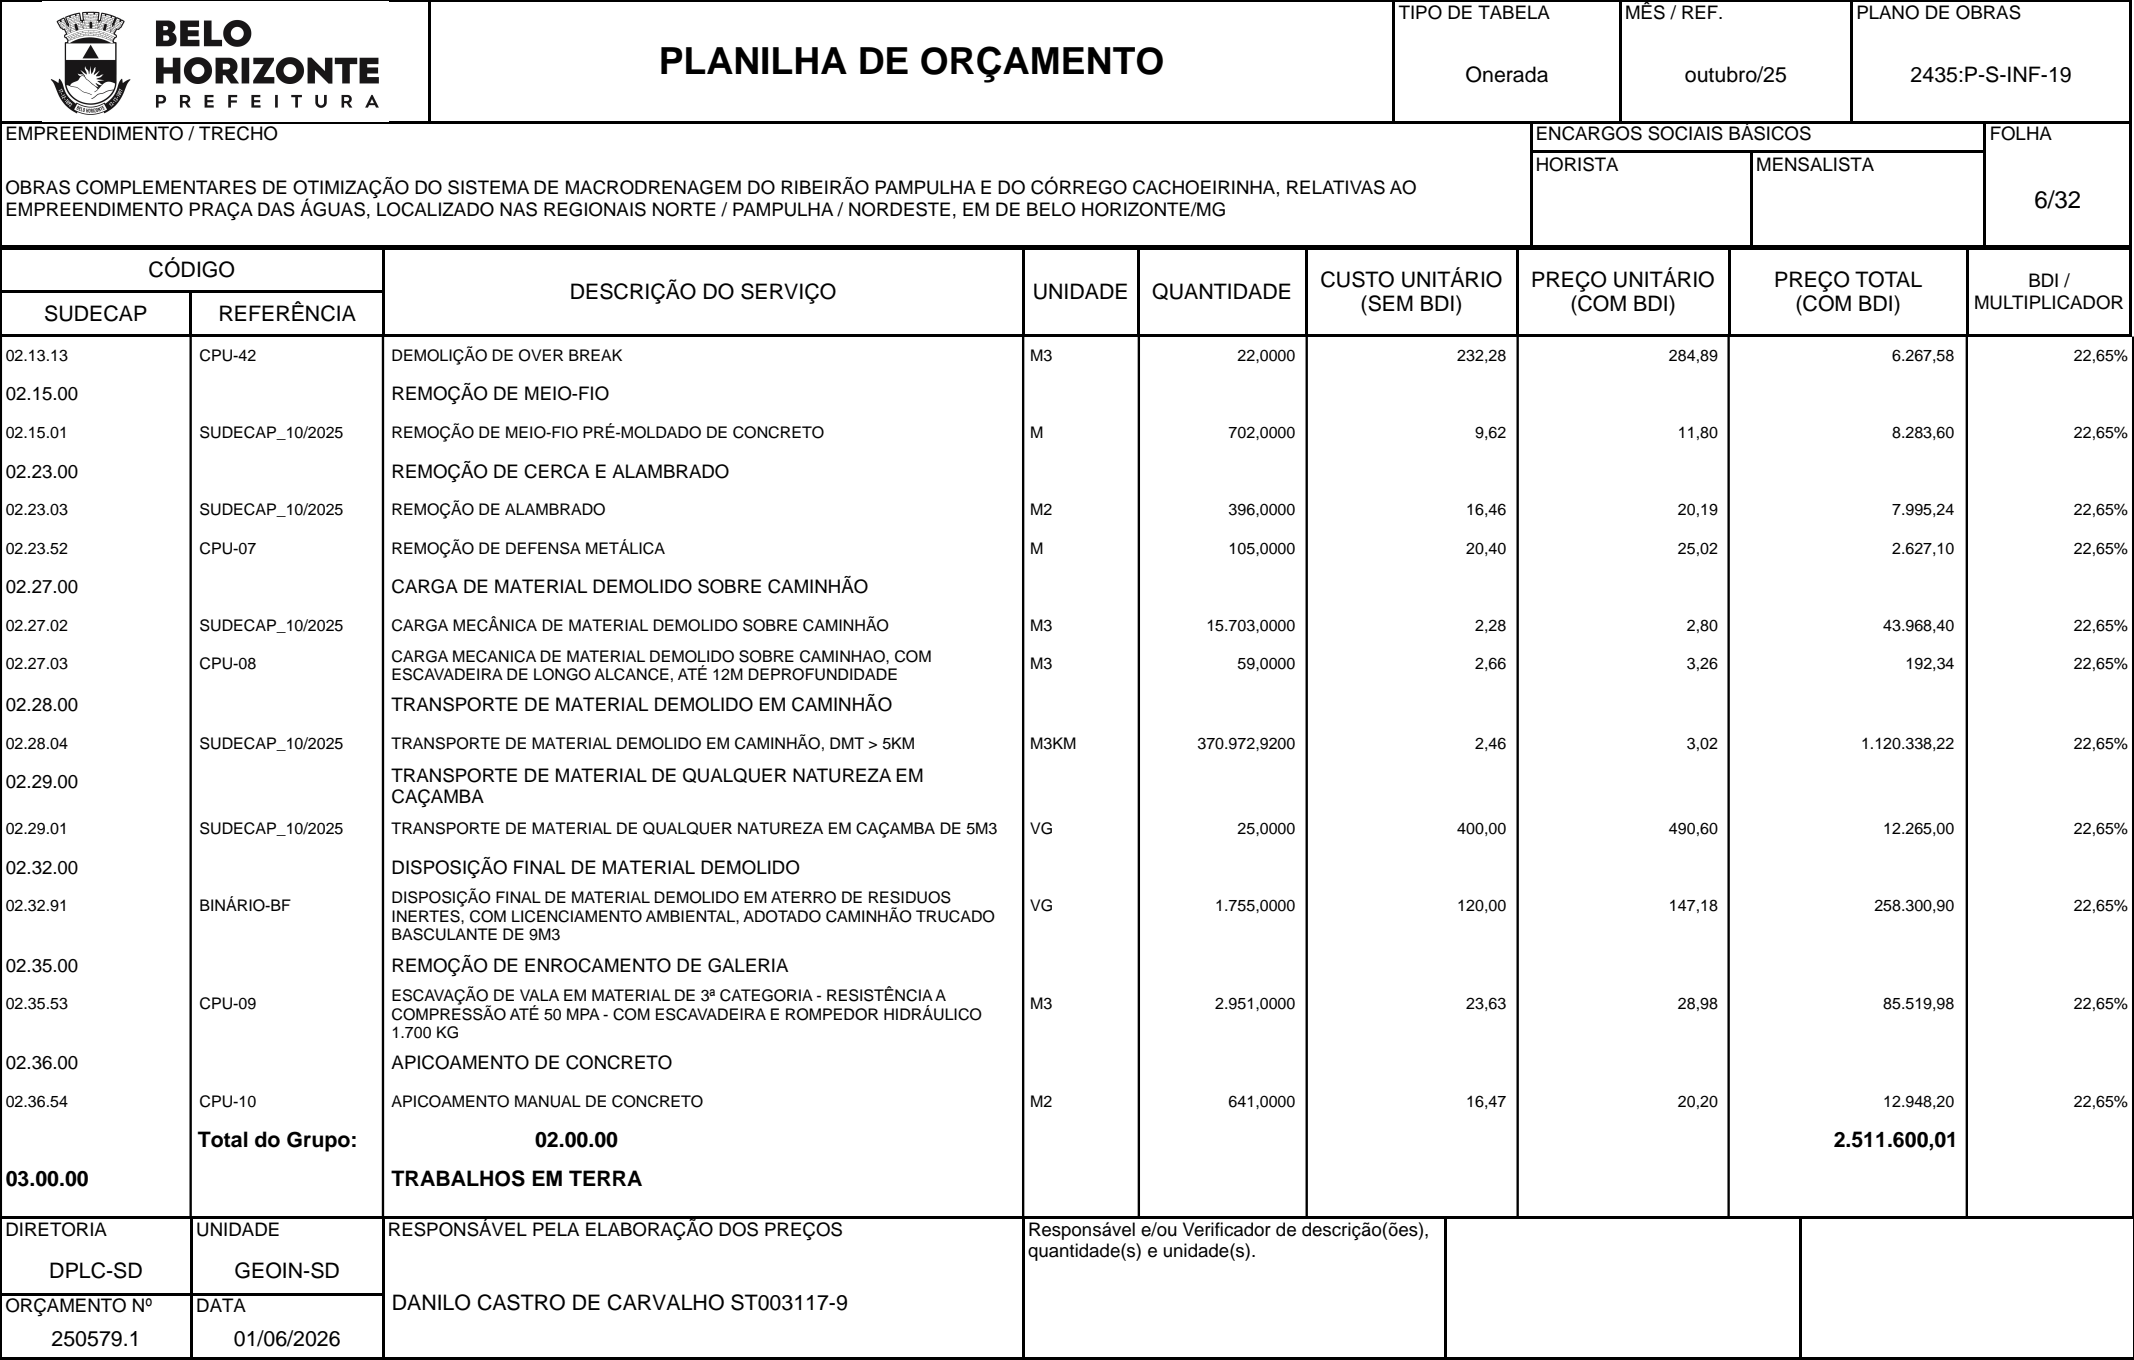 BELO
HORIZONTE
PREFEITURA
PLANILHA DE ORÇAMENTO
TIPO DE TABELA
Onerada
MÊS / REF.
outubro/25
PLANO DE OBRAS
2435:P-S-INF-19
EMPREENDIMENTO / TRECHO
OBRAS COMPLEMENTARES DE OTIMIZAÇÃO DO SISTEMA DE MACRODRENAGEM DO RIBEIRÃO PAMPULHA E DO CÓRREGO CACHOEIRINHA, RELATIVAS AO
EMPREENDIMENTO PRAÇA DAS ÁGUAS, LOCALIZADO NAS REGIONAIS NORTE / PAMPULHA / NORDESTE, EM DE BELO HORIZONTE/MG
ENCARGOS SOCIAIS BÁSICOS
HORISTA
MENSALISTA
FOLHA
6/32
CÓDIGO
SUDECAP
REFERÊNCIA
DESCRIÇÃO DO SERVIÇO
UNIDADE
QUANTIDADE
CUSTO UNITÁRIO
(SEM BDI)
PREÇO UNITÁRIO
(COM BDI)
PREÇO TOTAL
(COM BDI)
BDI /
MULTIPLICADOR
02.13.13 CPU-42 DEMOLIÇÃO DE OVER BREAK M3 22,0000 232,28 284,89 6.267,58 22,65%
02.15.00 REMOÇÃO DE MEIO-FIO
02.15.01 SUDECAP_10/2025 REMOÇÃO DE MEIO-FIO PRÉ-MOLDADO DE CONCRETO M 702,0000 9,62 11,80 8.283,60 22,65%
02.23.00 REMOÇÃO DE CERCA E ALAMBRADO
02.23.03 SUDECAP_10/2025 REMOÇÃO DE ALAMBRADO M2 396,0000 16,46 20,19 7.995,24 22,65%
02.23.52 CPU-07 REMOÇÃO DE DEFENSA METÁLICA M 105,0000 20,40 25,02 2.627,10 22,65%
02.27.00 CARGA DE MATERIAL DEMOLIDO SOBRE CAMINHÃO
02.27.02 SUDECAP_10/2025 CARGA MECÂNICA DE MATERIAL DEMOLIDO SOBRE CAMINHÃO M3 15.703,0000 2,28 2,80 43.968,40 22,65%
02.27.03 CPU-08 CARGA MECANICA DE MATERIAL DEMOLIDO SOBRE CAMINHAO, COM
ESCAVADEIRA DE LONGO ALCANCE, ATÉ 12M DEPROFUNDIDADE M3 59,0000 2,66 3,26 192,34 22,65%
02.28.00 TRANSPORTE DE MATERIAL DEMOLIDO EM CAMINHÃO
02.28.04 SUDECAP_10/2025 TRANSPORTE DE MATERIAL DEMOLIDO EM CAMINHÃO, DMT > 5KM M3KM 370.972,9200 2,46 3,02 1.120.338,22 22,65%
02.29.00 TRANSPORTE DE MATERIAL DE QUALQUER NATUREZA EM
CAÇAMBA
02.29.01 SUDECAP_10/2025 TRANSPORTE DE MATERIAL DE QUALQUER NATUREZA EM CAÇAMBA DE 5M3 VG 25,0000 400,00 490,60 12.265,00 22,65%
02.32.00 DISPOSIÇÃO FINAL DE MATERIAL DEMOLIDO
02.32.91 BINÁRIO-BF DISPOSIÇÃO FINAL DE MATERIAL DEMOLIDO EM ATERRO DE RESIDUOS
INERTES, COM LICENCIAMENTO AMBIENTAL, ADOTADO CAMINHÃO TRUCADO
BASCULANTE DE 9M3 VG 1.755,0000 120,00 147,18 258.300,90 22,65%
02.35.00 REMOÇÃO DE ENROCAMENTO DE GALERIA
02.35.53 CPU-09 ESCAVAÇÃO DE VALA EM MATERIAL DE 3ª CATEGORIA - RESISTÊNCIA A
COMPRESSÃO ATÉ 50 MPA - COM ESCAVADEIRA E ROMPEDOR HIDRÁULICO
1.700 KG M3 2.951,0000 23,63 28,98 85.519,98 22,65%
02.36.00 APICOAMENTO DE CONCRETO
02.36.54 CPU-10 APICOAMENTO MANUAL DE CONCRETO M2 641,0000 16,47 20,20 12.948,20 22,65%
Total do Grupo: 02.00.00 2.511.600,01
03.00.00 TRABALHOS EM TERRA
DIRETORIA
DPLC-SD
UNIDADE
GEOIN-SD
ORÇAMENTO Nº
250579.1
DATA
01/06/2026
RESPONSÁVEL PELA ELABORAÇÃO DOS PREÇOS
DANILO CASTRO DE CARVALHO ST003117-9
Responsável e/ou Verificador de descrição(ões),
quantidade(s) e unidade(s).